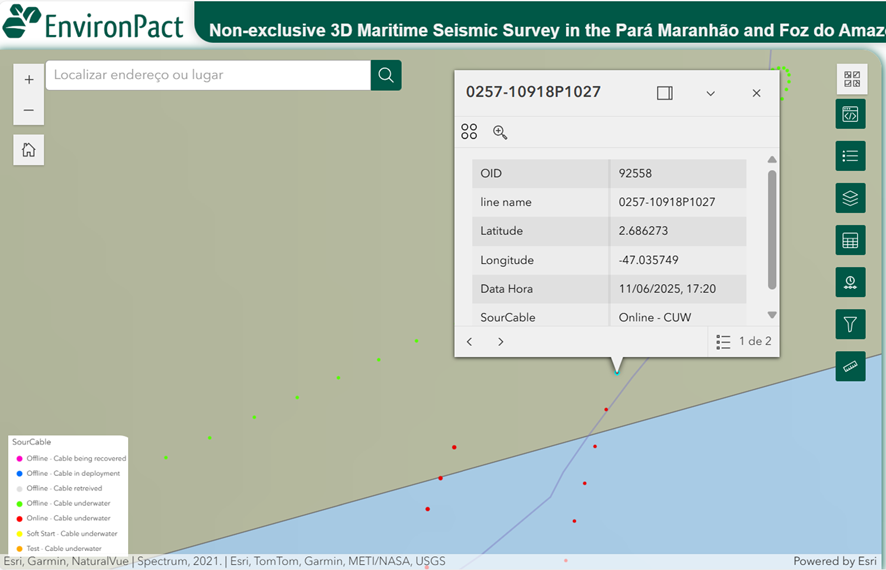 EnvironPact
Non-exclusive 3D Maritime Seismic Survey in the Pará Maranhão and Foz do Amazo
+
Localizar endereço ou lugar
−
0257-10918P1027
OID 92558
line name 0257-10918P1027
Latitude 2.686273
Longitude -47.035749
Data Hora 11/06/2025, 17:20
SourCable Online - CUW
1 de 2
SourCable
Offline - Cable being recovered
Offline - Cable in deployment
Offline - Cable retreived
Offline - Cable underwater
Online - Cable underwater
Soft Start - Cable underwater
Test - Cable underwater
Esri, Garmin, NaturalVue | Spectrum, 2021. | Esri, TomTom, Garmin, METI/NASA, USGS
Powered by Esri